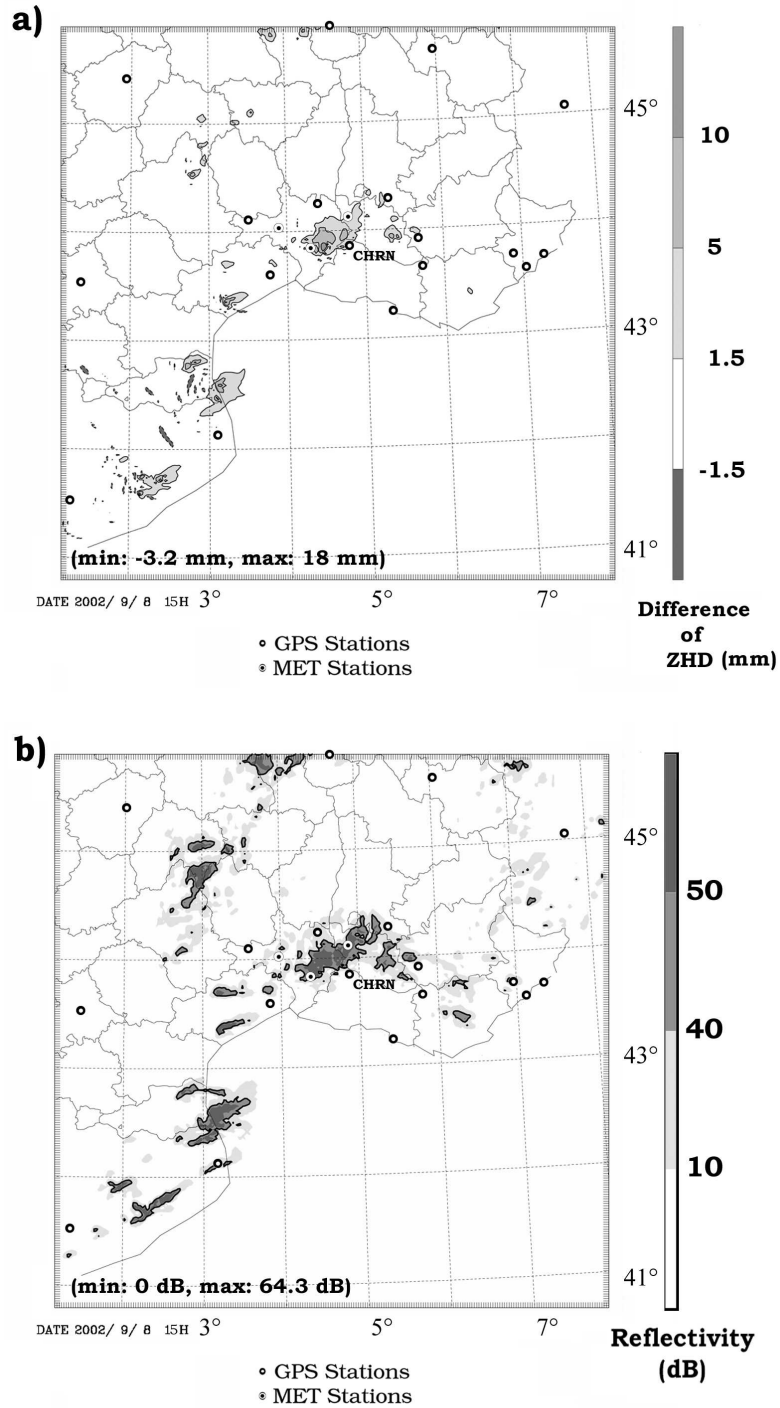 a)
45°
10
CHRN
5
43°
1.5
-1.5
41°
(min: -3.2 mm, max: 18 mm)
DATE 2002/ 9/ 8 15H 3° 5° 7°
Difference
of
ZHD (mm)
GPS Stations
MET Stations
b)
45°
50
CHRN
40
43°
10
41°
(min: 0 dB, max: 64.3 dB)
DATE 2002/ 9/ 8 15H 3° 5° 7°
Reflectivity
(dB)
GPS Stations
MET Stations